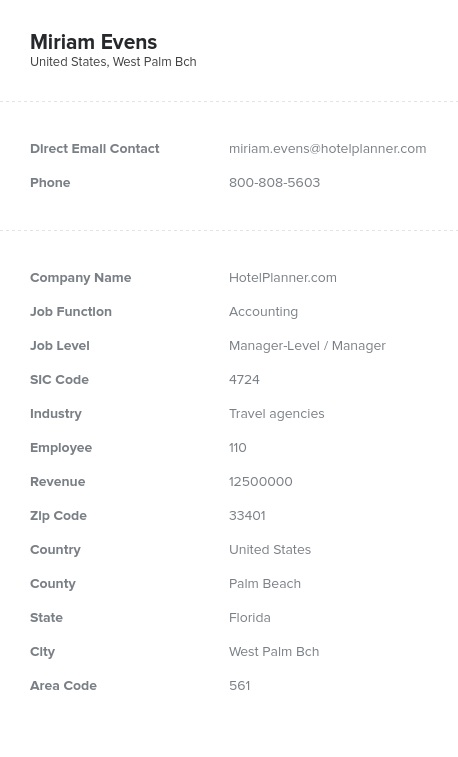 Miriam Evens
United States, West Palm Bch
Direct Email Contact miriam.evens@hotelplanner.com
Phone 800-808-5603
Company Name HotelPlanner.com
Job Function Accounting
Job Level Manager-Level / Manager
SIC Code 4724
Industry Travel agencies
Employee 110
Revenue 12500000
Zip Code 33401
Country United States
County Palm Beach
State Florida
City West Palm Bch
Area Code 561